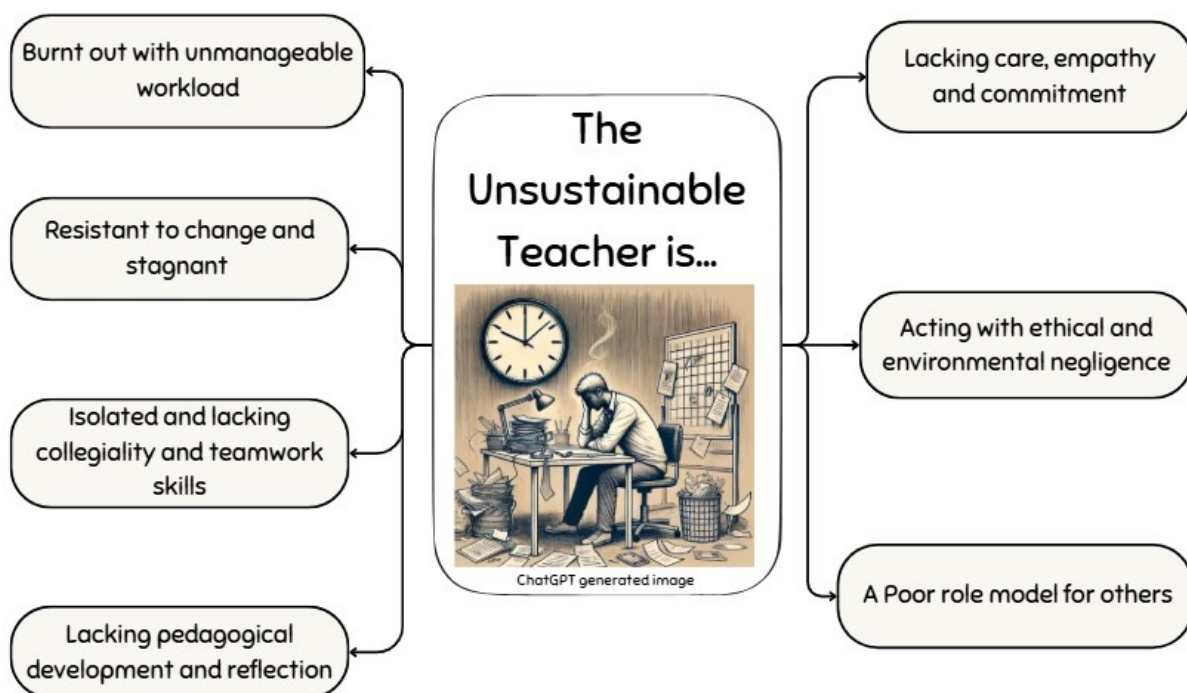 The
Unsustainable
Teacher is...
ChatGPT generated image
Burnt out with unmanageable
workload
Resistant to change and
stagnant
Isolated and lacking
collegiality and teamwork
skills
Lacking pedagogical
development and reflection
Lacking care, empathy
and commitment
Acting with ethical and
environmental negligence
A Poor role model for others